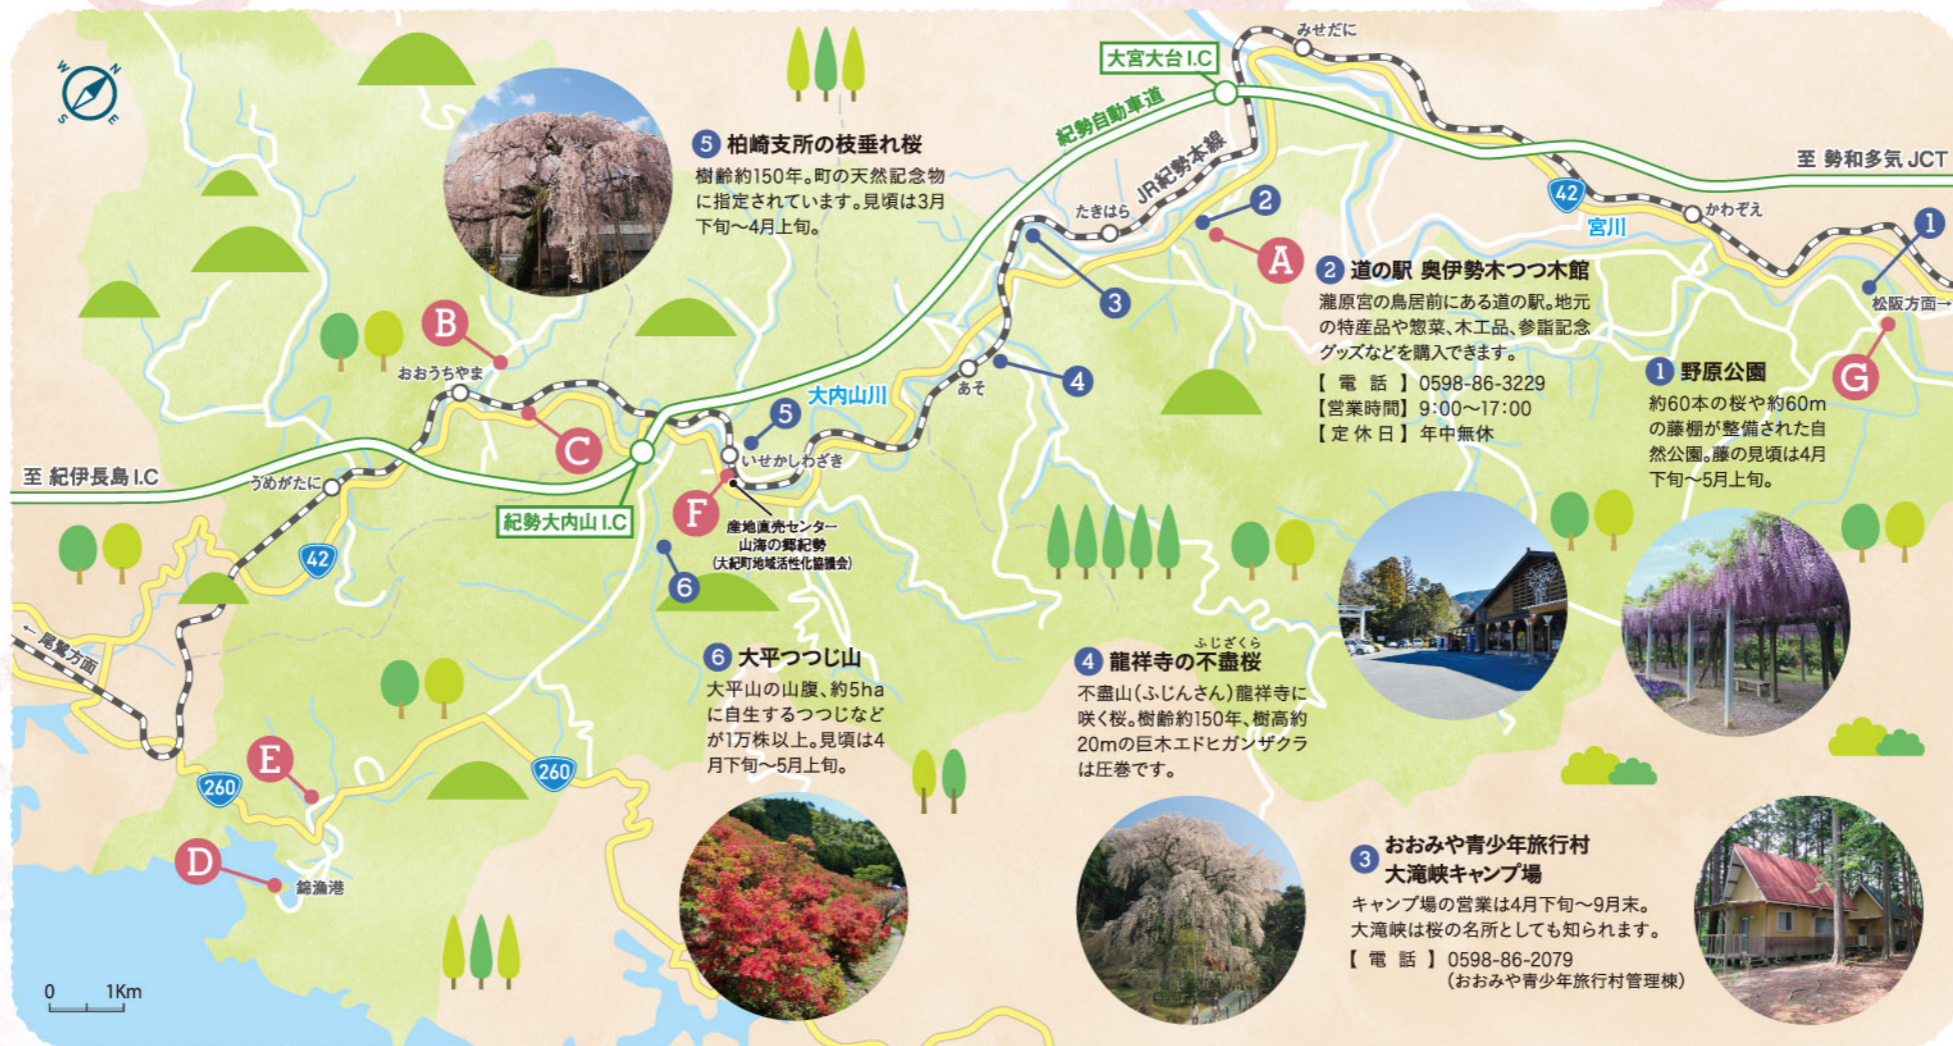 W
N
S
E
みせだに
大宮大台I.C
紀勢自動車道
JR紀勢本線
至 勢和多気JCT
42
かわぞえ
宮川
1
松阪方面→
G
たきはら
2
A
3
あそ
4
大内山川
5
いせかしわざき
F
産地直売センター
山海の郷紀勢
(大紀町地域活性化協議会)
6
B
おおうちやま
C
紀勢大内山I.C
うめがたに
至 紀伊長島I.C
42
← 尾鷲方面
260
260
E
D
錦漁港
0 1Km
5 柏崎支所の枝垂れ桜
樹齢約150年。町の天然記念物
に指定されています。見頃は3月
下旬～4月上旬。
2 道の駅 奥伊勢木つつ木館
瀧原宮の鳥居前にある道の駅。地元
の特産品や惣菜、木工品、参詣記念
グッズなどを購入できます。
【 電 話 】 0598-86-3229
【営業時間】 9:00～17:00
【 定 休 日 】 年中無休
1 野原公園
約60本の桜や約60m
の藤棚が整備された自
然公園。藤の見頃は4月
下旬～5月上旬。
6 大平つつじ山
大平山の山腹、約5ha
に自生するつつじなど
が1万株以上。見頃は4
月下旬～5月上旬。
ふじざくら
4 龍祥寺の不盡桜
不盡山(ふじんさん)龍祥寺に
咲く桜。樹齢約150年、樹高約
20mの巨木エドヒガンザクラ
は圧巻です。
3 おおみや青少年旅行村
大滝峡キャンプ場
キャンプ場の営業は4月下旬～9月末。
大滝峡は桜の名所としても知られます。
【 電 話 】 0598-86-2079
(おおみや青少年旅行村管理棟)